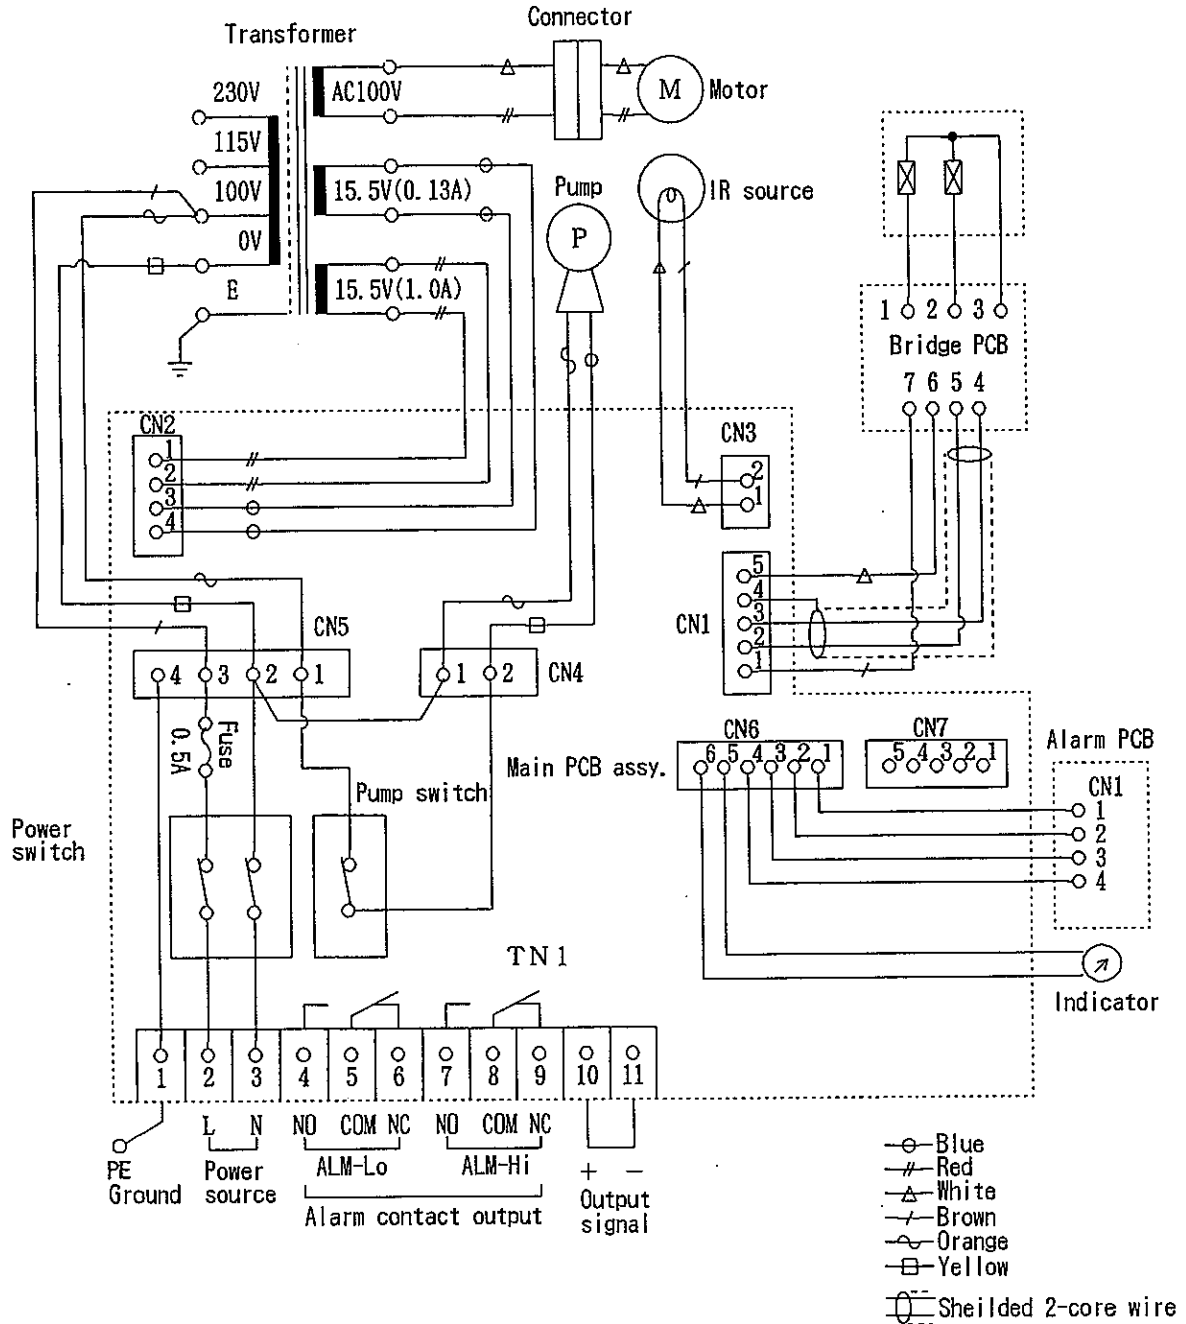 Connector
Transformer
230V
AC100V
M
Motor
115V
100V
15.5V(0.13A)
Pump
IR source
0V
P
E
15.5V(1.0A)
1 2 3
Bridge PCB
7 6 5 4
CN2
1
2
3
4
CN3
2
1
CN1
5
4
3
2
1
CN5
4 3 2 1
CN4
1 2
Fuse
0.5A
Main PCB assy.
CN6
6 5 4 3 2 1
CN7
5 4 3 2 1
Alarm PCB
CN1
1
2
3
4
Pump switch
Power
switch
TN1
Indicator
1 2 3 4 5 6 7 8 9 10 11
L N NO COM NC NO COM NC
PE
Ground
Power
source
ALM-Lo
ALM-Hi
+ −
Output
signal
Alarm contact output
Blue
Red
White
Brown
Orange
Yellow
Sheilded 2-core wire